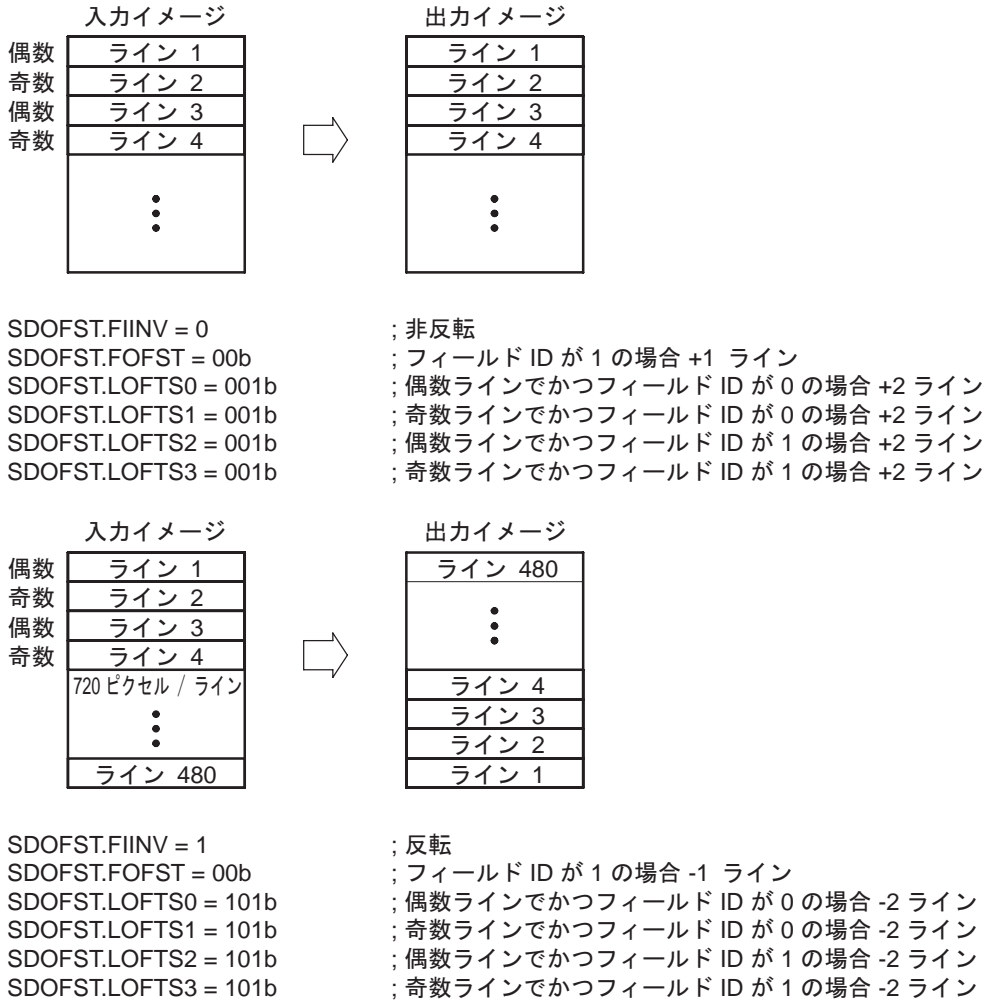 入力イメージ 出力イメージ
偶数 ライン 1 ライン 1
奇数 ライン 2 ライン 2
偶数 ライン 3 ライン 3
奇数 ライン 4 ライン 4
SDOFST.FIINV = 0 ; 非反転
SDOFST.FOFST = 00b ; フィールド ID が 1 の場合 +1 ライン
SDOFST.LOFTS0 = 001b ; 偶数ラインでかつフィールド ID が 0 の場合 +2 ライン
SDOFST.LOFTS1 = 001b ; 奇数ラインでかつフィールド ID が 0 の場合 +2 ライン
SDOFST.LOFTS2 = 001b ; 偶数ラインでかつフィールド ID が 1 の場合 +2 ライン
SDOFST.LOFTS3 = 001b ; 奇数ラインでかつフィールド ID が 1 の場合 +2 ライン
入力イメージ 出力イメージ
偶数 ライン 1 ライン 480
奇数 ライン 2
偶数 ライン 3
奇数 ライン 4
720 ピクセル / ライン ライン 4
ライン 3
ライン 2
ライン 480 ライン 1
SDOFST.FIINV = 1 ; 反転
SDOFST.FOFST = 00b ; フィールド ID が 1 の場合 -1 ライン
SDOFST.LOFTS0 = 101b ; 偶数ラインでかつフィールド ID が 0 の場合 -2 ライン
SDOFST.LOFTS1 = 101b ; 奇数ラインでかつフィールド ID が 0 の場合 -2 ライン
SDOFST.LOFTS2 = 101b ; 偶数ラインでかつフィールド ID が 1 の場合 -2 ライン
SDOFST.LOFTS3 = 101b ; 奇数ラインでかつフィールド ID が 1 の場合 -2 ライン